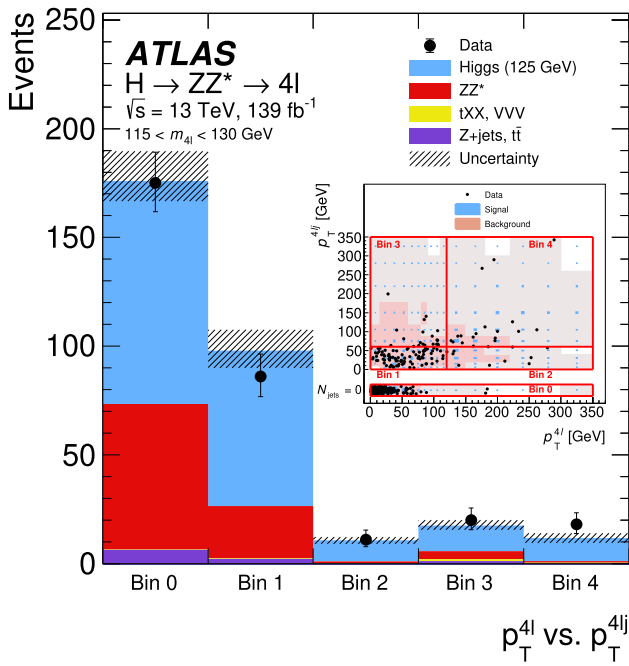 Events
ATLAS
H → ZZ* → 4l
√s = 13 TeV, 139 fb⁻¹
115 < m₄ₗ < 130 GeV
Data
Higgs (125 GeV)
ZZ*
tXX, VVV
Z+jets, tt̄
Uncertainty
250
200
150
100
50
0
Bin 0 Bin 1 Bin 2 Bin 3 Bin 4
p_T^4l vs. p_T^4lj
p_T^4lj [GeV]
Data
Signal
Background
350
300
250
200
150
100
50
0
Bin 3 Bin 4
Bin 1 Bin 2
N_jets = 0 Bin 0
0 50 100 150 200 250 300 350
p_T^4l [GeV]